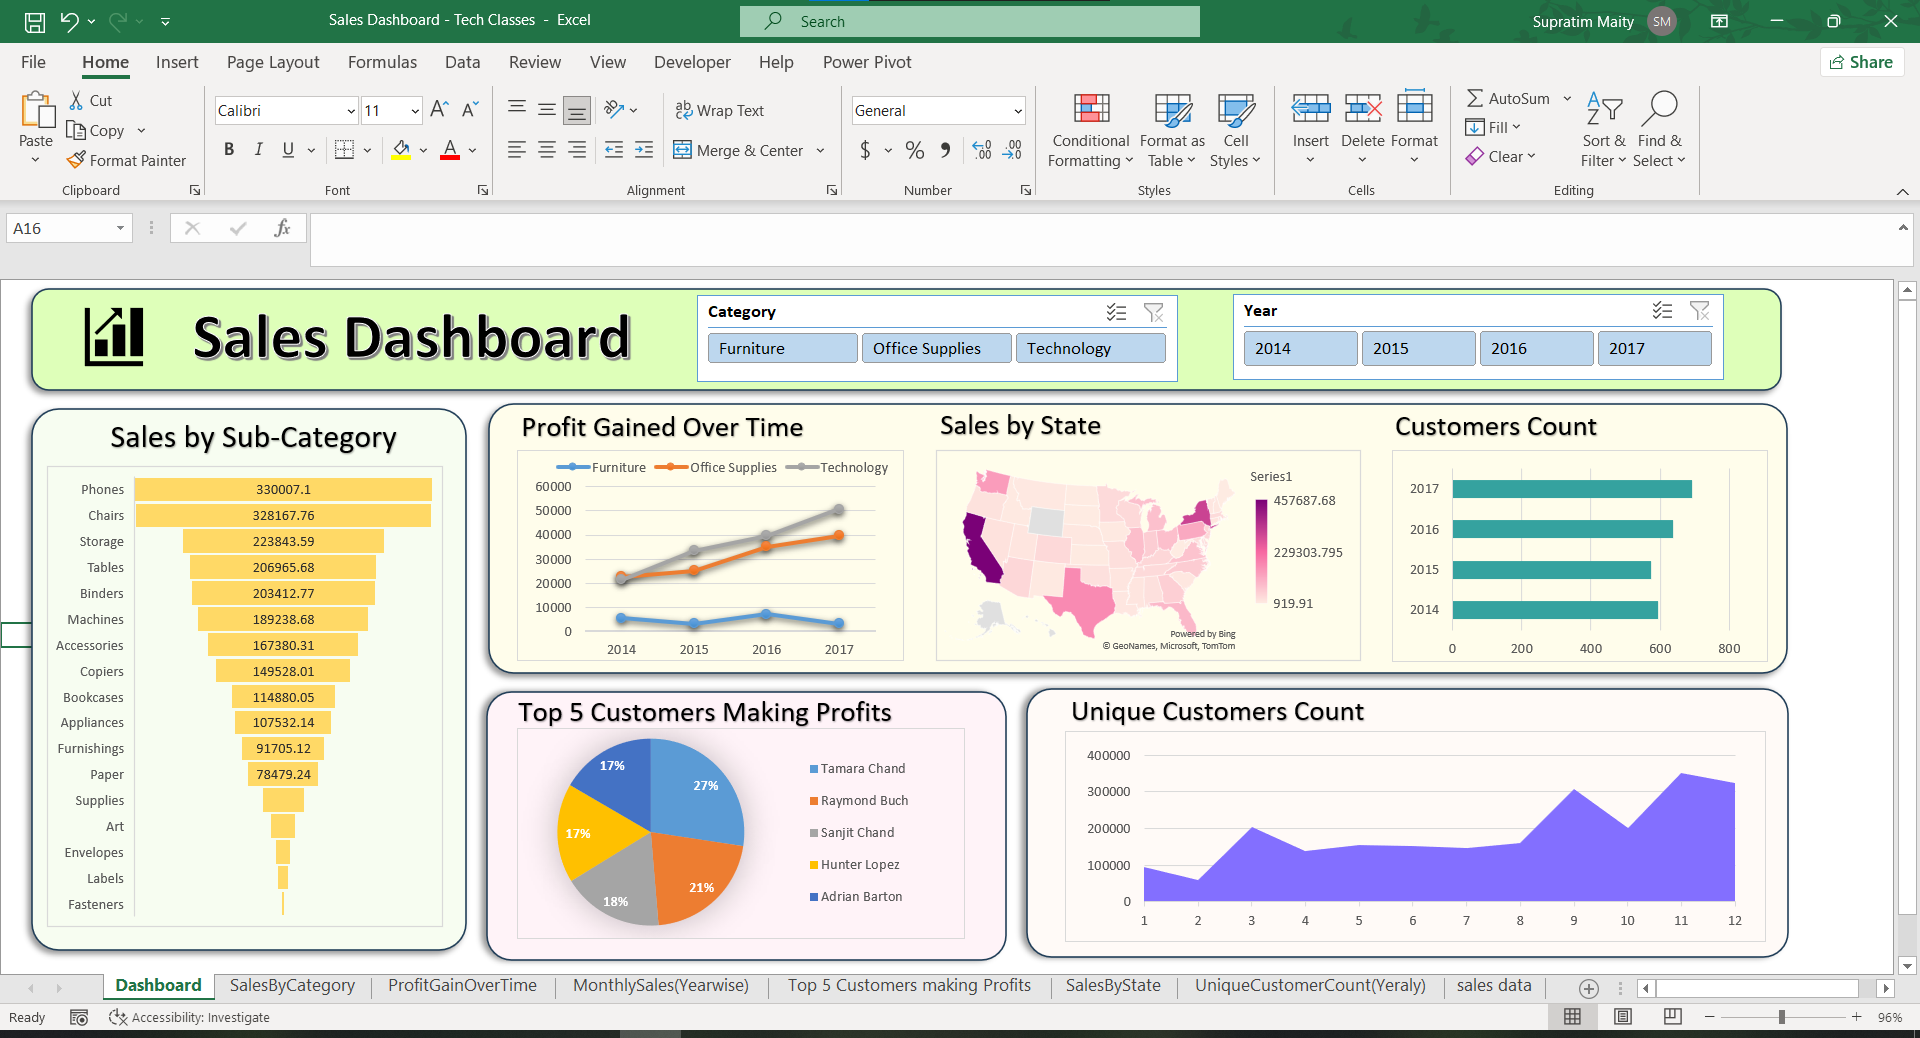 Sales Dashboard - Tech Classes - Excel
Search
Supratim Maity
SM
File Home Insert Page Layout Formulas Data Review View Developer Help Power Pivot
Share
Paste
Cut
Copy
Format Painter
Clipboard
Calibri 11
B I U
Font
Wrap Text
Merge & Center
Alignment
General
$ % ,
Number
Conditional Formatting
Format as Table
Cell Styles
Styles
Insert
Delete
Format
Cells
AutoSum
Fill
Clear
Sort & Filter
Find & Select
Editing
A16
fx
Sales Dashboard
Category
Furniture Office Supplies Technology
Year
2014 2015 2016 2017
Sales by Sub-Category
Phones 330007.1
Chairs 328167.76
Storage 223843.59
Tables 206965.68
Binders 203412.77
Machines 189238.68
Accessories 167380.31
Copiers 149528.01
Bookcases 114880.05
Appliances 107532.14
Furnishings 91705.12
Paper 78479.24
Supplies
Art
Envelopes
Labels
Fasteners
Profit Gained Over Time
Furniture Office Supplies Technology
60000
50000
40000
30000
20000
10000
0
2014 2015 2016 2017
Sales by State
Series1
457687.68
229303.795
919.91
Powered by Bing
© GeoNames, Microsoft, TomTom
Customers Count
2017
2016
2015
2014
0 200 400 600 800
Top 5 Customers Making Profits
27%
21%
18%
17%
17%
Tamara Chand
Raymond Buch
Sanjit Chand
Hunter Lopez
Adrian Barton
Unique Customers Count
400000
300000
200000
100000
0
1 2 3 4 5 6 7 8 9 10 11 12
Dashboard SalesByCategory ProfitGainOverTime MonthlySales(Yearwise) Top 5 Customers making Profits SalesByState UniqueCustomerCount(Yeraly) sales data
Ready
Accessibility: Investigate
96%